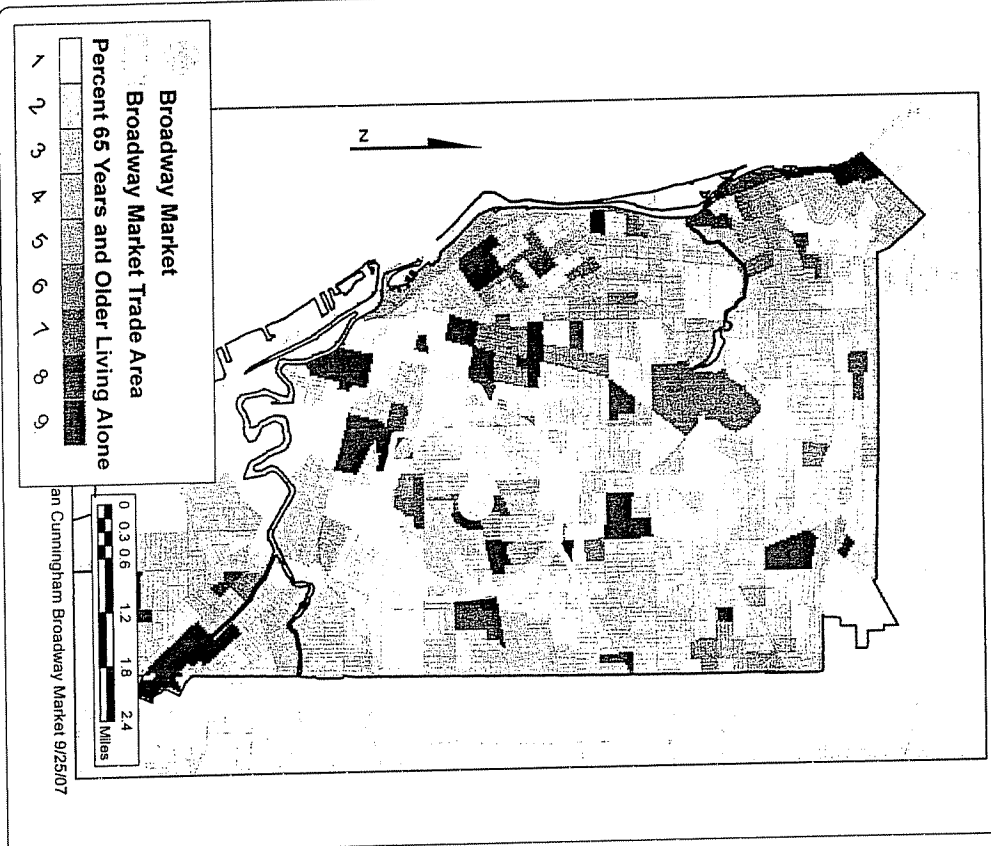 Broadway Market
Broadway Market Trade Area
Percent 65 Years and Older Living Alone
1 2 3 4 5 6 7 8 9
N
0 0.3 0.6 1.2 1.8 2.4
Miles
an Cunningham Broadway Market 9/25/07